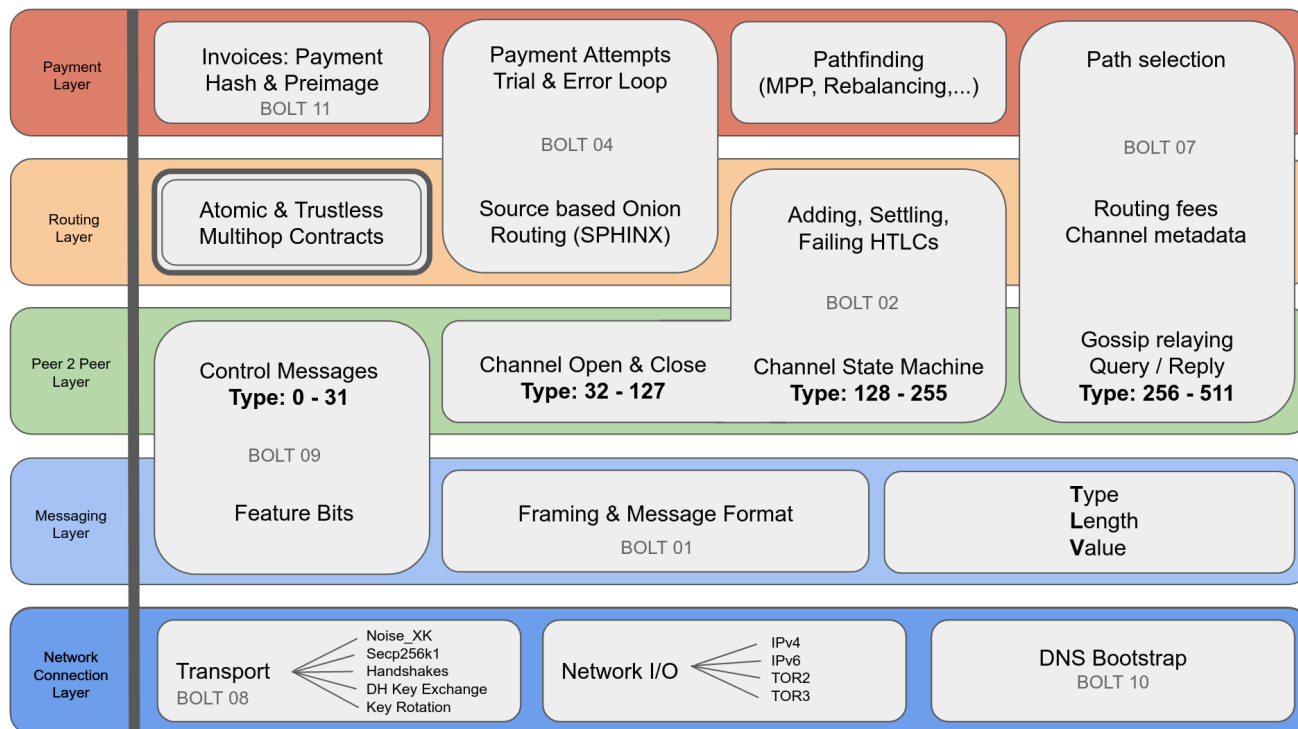 Payment
Layer
Invoices: Payment
Hash & Preimage
BOLT 11
Payment Attempts
Trial & Error Loop
BOLT 04
Source based Onion
Routing (SPHINX)
Pathfinding
(MPP, Rebalancing,...)
Path selection
BOLT 07
Routing fees
Channel metadata
Gossip relaying
Query / Reply
Type: 256 - 511
Routing
Layer
Atomic & Trustless
Multihop Contracts
Adding, Settling,
Failing HTLCs
BOLT 02
Channel State Machine
Type: 128 - 255
Peer 2 Peer
Layer
Control Messages
Type: 0 - 31
BOLT 09
Feature Bits
Channel Open & Close
Type: 32 - 127
Messaging
Layer
Framing & Message Format
BOLT 01
Type
Length
Value
Network
Connection
Layer
Transport
BOLT 08
Noise_XK
Secp256k1
Handshakes
DH Key Exchange
Key Rotation
Network I/O
IPv4
IPv6
TOR2
TOR3
DNS Bootstrap
BOLT 10